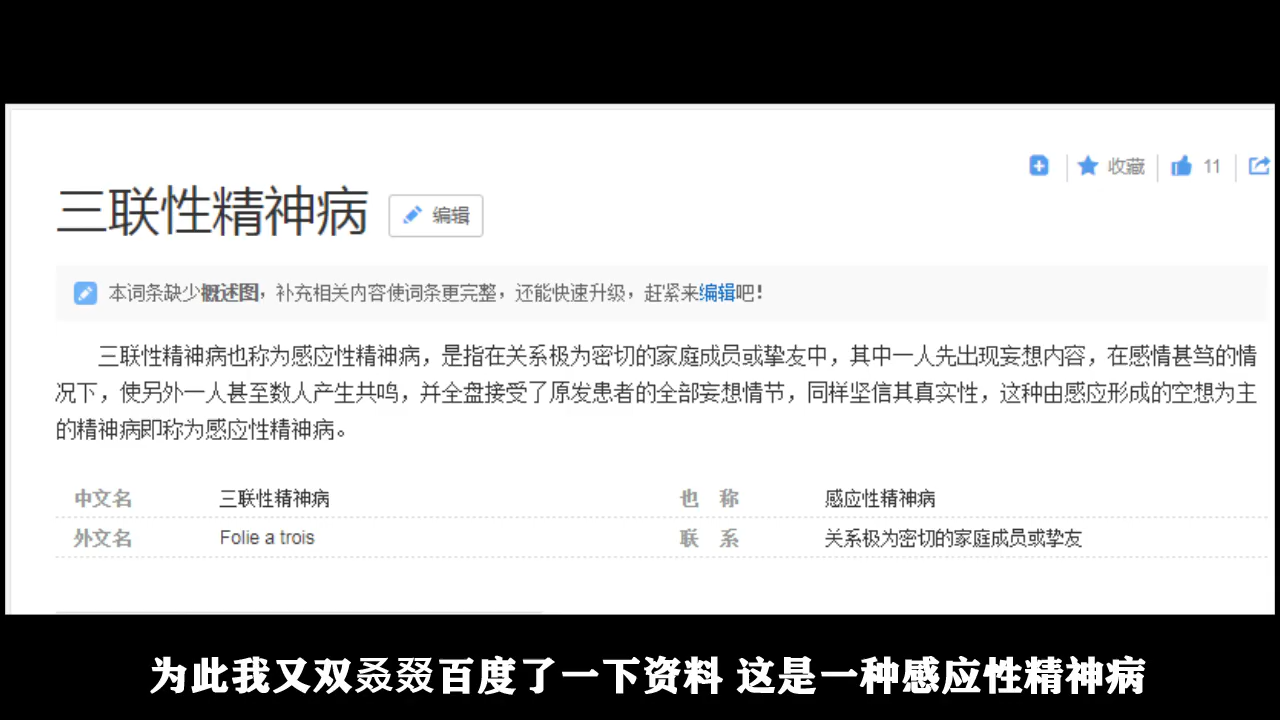 收藏 11
三联性精神病 编辑
本词条缺少概述图，补充相关内容使词条更完整，还能快速升级，赶紧来编辑吧！
三联性精神病也称为感应性精神病，是指在关系极为密切的家庭成员或挚友中，其中一人先出现妄想内容，在感情甚笃的情
况下，使另外一人甚至数人产生共鸣，并全盘接受了原发患者的全部妄想情节，同样坚信其真实性，这种由感应形成的空想为主
的精神病即称为感应性精神病。
中文名 三联性精神病 也 称 感应性精神病
外文名 Folie a trois 联 系 关系极为密切的家庭成员或挚友
为此我又双叒叕百度了一下资料 这是一种感应性精神病